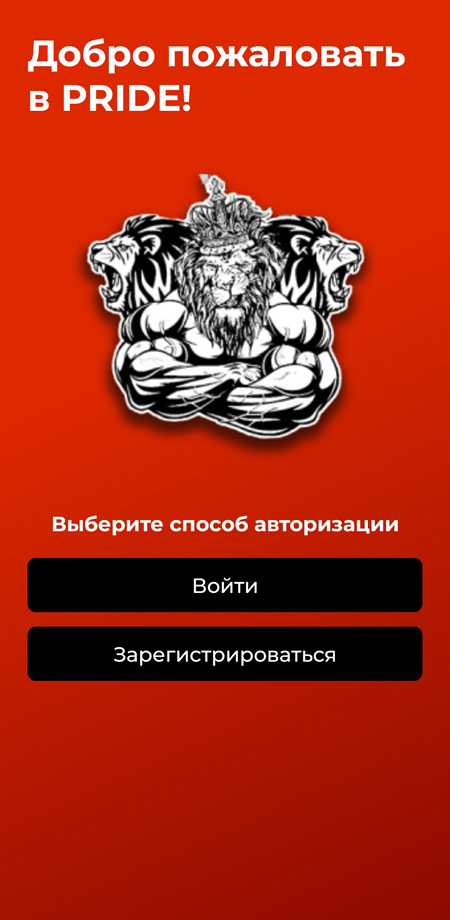 Добро пожаловать
в PRIDE!
Выберите способ авторизации
Войти
Зарегистрироваться